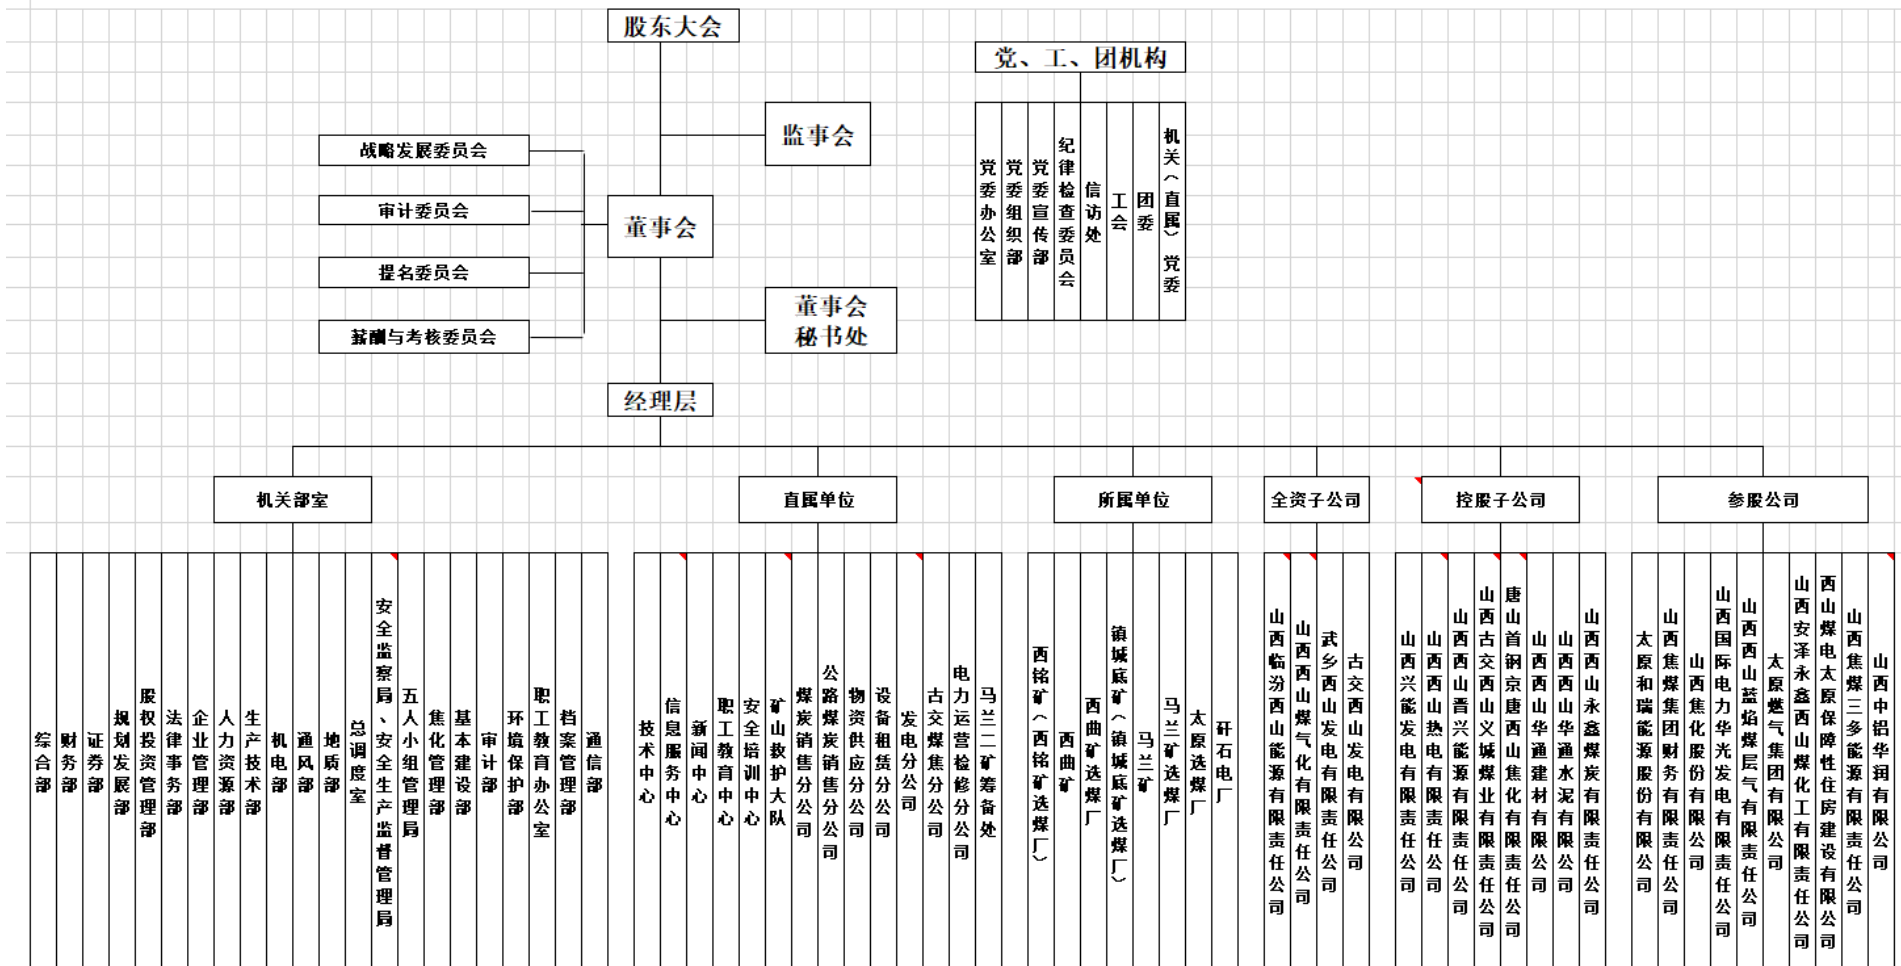 股东大会
党、工、团机构
监事会
战略发展委员会
审计委员会
董事会
提名委员会
董事会
秘书处
薪酬与考核委员会
经理层
党委办公室
党委组织部
党委宣传部
纪律检查委员会
信访处
工会
团委
机关（直属）党委
机关部室
直属单位
所属单位
全资子公司
控股子公司
参股公司
综合部
财务部
证券部
规划发展部
股权投资管理部
法律事务部
企业管理部
人力资源部
生产技术部
机电部
通风部
地质部
总调度室
安全监察局、安全生产监督管理局
五人小组管理局
焦化管理部
基本建设部
审计部
环境保护部
职工教育办公室
档案管理部
通信部
技术中心
信息服务中心
新闻中心
职工教育中心
安全培训中心
矿山救护大队
煤炭销售分公司
公路煤炭销售分公司
物资供应分公司
设备租赁分公司
发电分公司
古交煤焦分公司
电力运营检修分公司
马兰二矿筹备处
西铭矿（西铭矿选煤厂）
西曲矿
西曲矿选煤厂
镇城底矿（镇城底矿选煤厂）
马兰矿
马兰矿选煤厂
太原选煤厂
矸石电厂
山西临汾西山能源有限责任公司
山西西山煤气化有限责任公司
武乡西山发电有限责任公司
古交西山发电有限公司
山西兴能发电有限责任公司
山西西山热电有限责任公司
山西西山晋兴能源有限责任公司
山西古交西山义城煤业有限责任公司
唐山首钢京唐西山焦化有限责任公司
山西西山华通建材有限公司
山西西山华通水泥有限公司
山西西山永鑫煤炭有限责任公司
太原和瑞能源股份有限公司
山西焦煤集团财务有限责任公司
山西焦化股份有限公司
山西国际电力华光发电有限责任公司
山西西山蓝焰煤层气有限责任公司
太原燃气集团有限公司
山西安泽永鑫西山煤化工有限责任公司
西山煤电太原保障性住房建设有限公司
山西焦煤三多能源有限责任公司
山西中铝华润有限公司